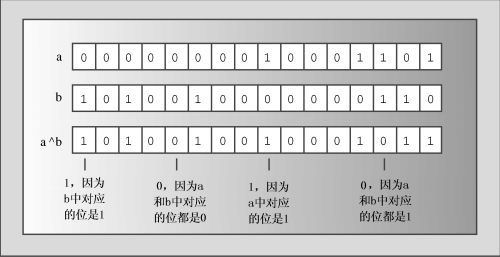 a 0 0 0 0 0 0 0 0 1 0 0 0 1 1 0 1
b 1 0 1 0 0 1 0 0 0 0 0 0 0 1 1 0
a^b 1 0 1 0 0 1 0 0 1 0 0 0 1 0 1 1
1，因为
b中对应
的位是1
0，因为a
和b中对应
的位都是0
1，因为
a中对应
的位是1
0，因为a
和b中对应
的位都是1